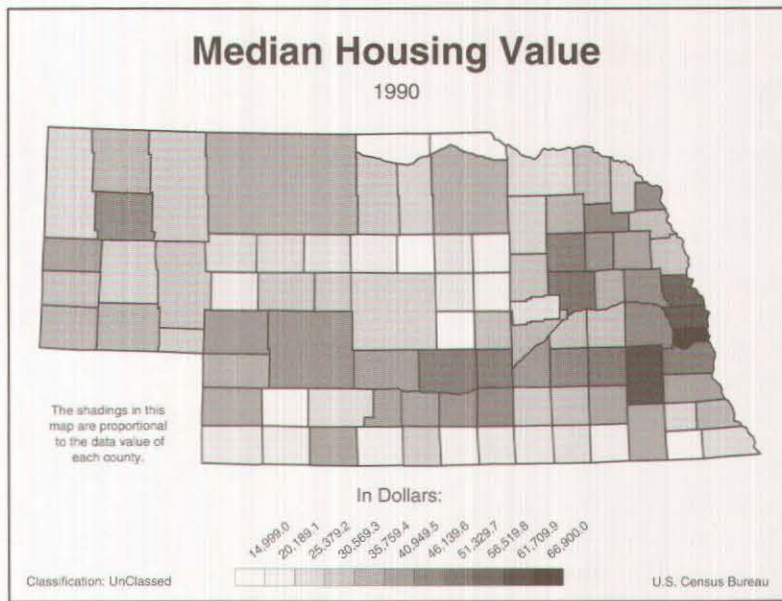 Median Housing Value
1990
The shadings in this
map are proportional
to the data value of
each county.
In Dollars:
14,999.0
20,189.1
25,379.2
30,569.3
35,759.4
40,949.5
46,139.6
51,329.7
56,519.8
61,709.9
66,900.0
Classification: UnClassed
U.S. Census Bureau